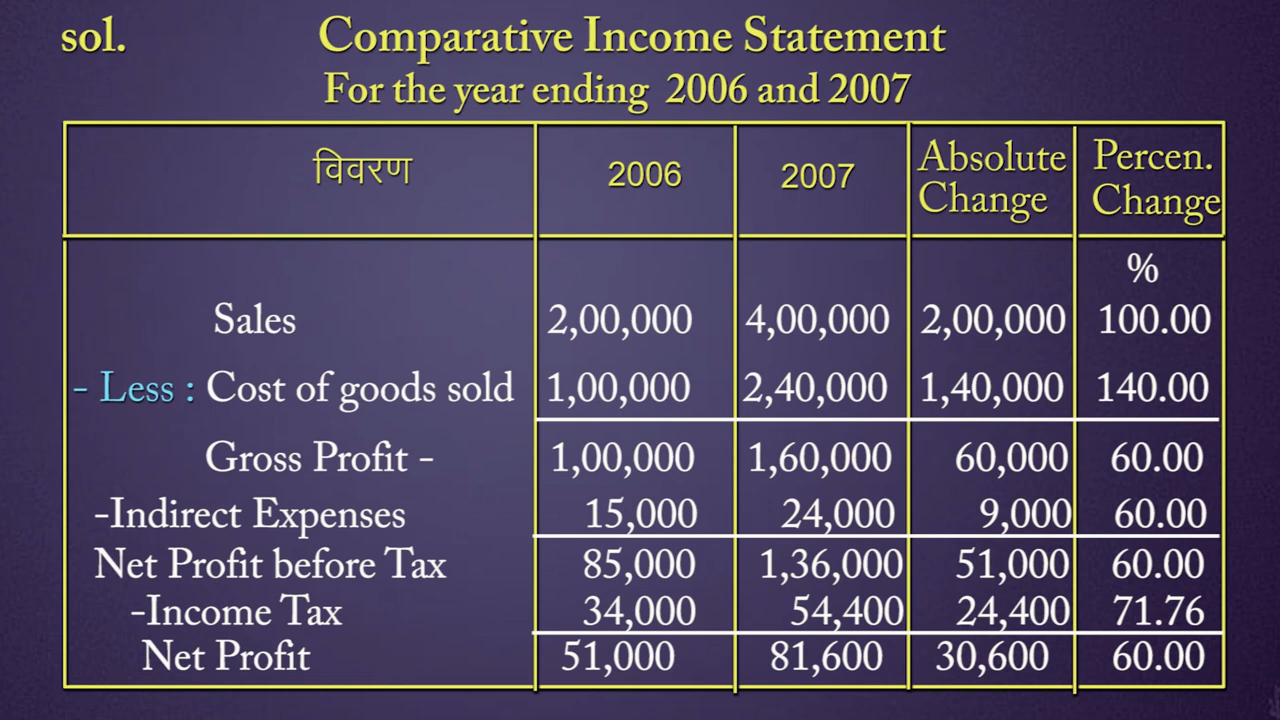 sol. Comparative Income Statement
For the year ending 2006 and 2007
विवरण 2006 2007 Absolute Change Percen. Change
%
Sales 2,00,000 4,00,000 2,00,000 100.00
- Less : Cost of goods sold 1,00,000 2,40,000 1,40,000 140.00
Gross Profit - 1,00,000 1,60,000 60,000 60.00
-Indirect Expenses 15,000 24,000 9,000 60.00
Net Profit before Tax 85,000 1,36,000 51,000 60.00
-Income Tax 34,000 54,400 24,400 71.76
Net Profit 51,000 81,600 30,600 60.00